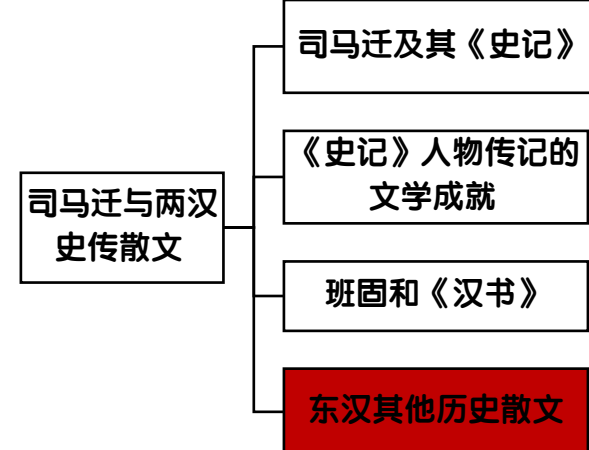 司马迁及其《史记》
《史记》人物传记的
文学成就
司马迁与两汉
史传散文
班固和《汉书》
东汉其他历史散文